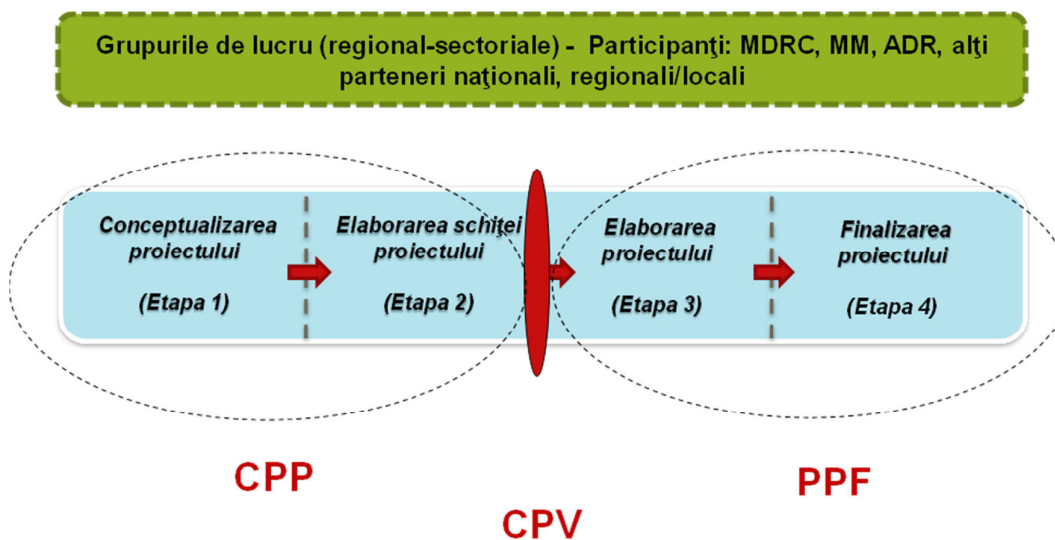 Grupurile de lucru (regional-sectoriale) - Participanţi: MDRC, MM, ADR, alţi
parteneri naţionali, regionali/locali
Conceptualizarea
proiectului
(Etapa 1)
Elaborarea schiţei
proiectului
(Etapa 2)
Elaborarea
proiectului
(Etapa 3)
Finalizarea
proiectului
(Etapa 4)
CPP
PPF
CPV